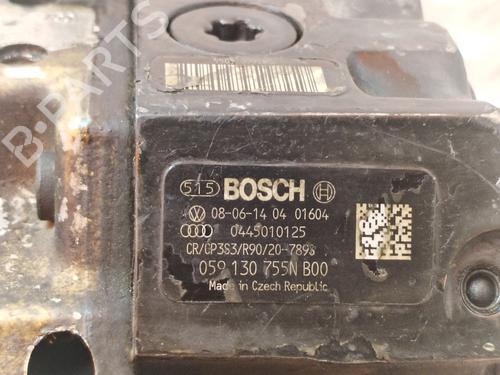 B-PARTS
515 BOSCH
08-06-14 04 01604
0445010125
CR/CP3S3/R90/20-789S
059 130 755N B00
Made in Czech Republic